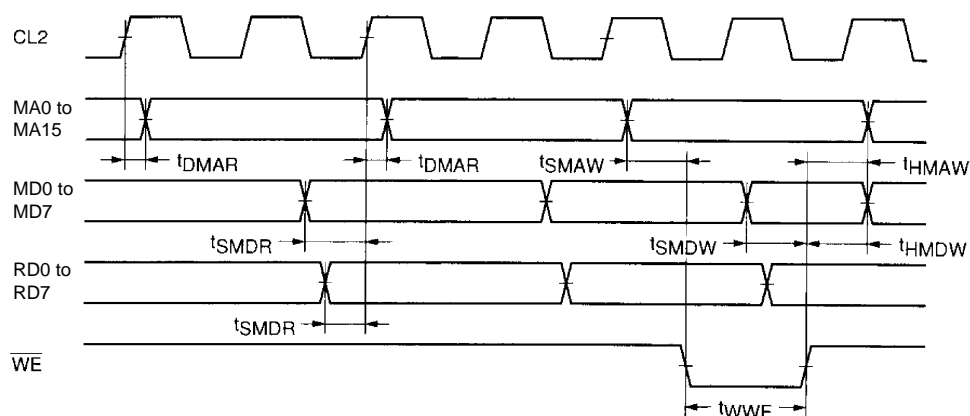 CL2
MA0 to
MA15
tDMAR tDMAR tSMAW tHMAW
MD0 to
MD7
tSMDR tSMDW tHMDW
RD0 to
RD7
tSMDR
WE
tWWE